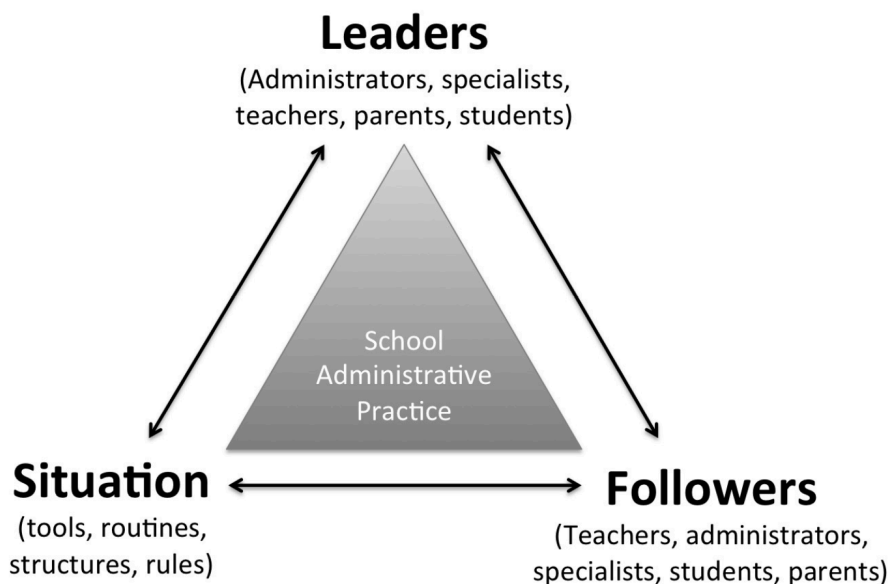 Leaders
(Administrators, specialists,
teachers, parents, students)
School
Administrative
Practice
Situation
(tools, routines,
structures, rules)
Followers
(Teachers, administrators,
specialists, students, parents)